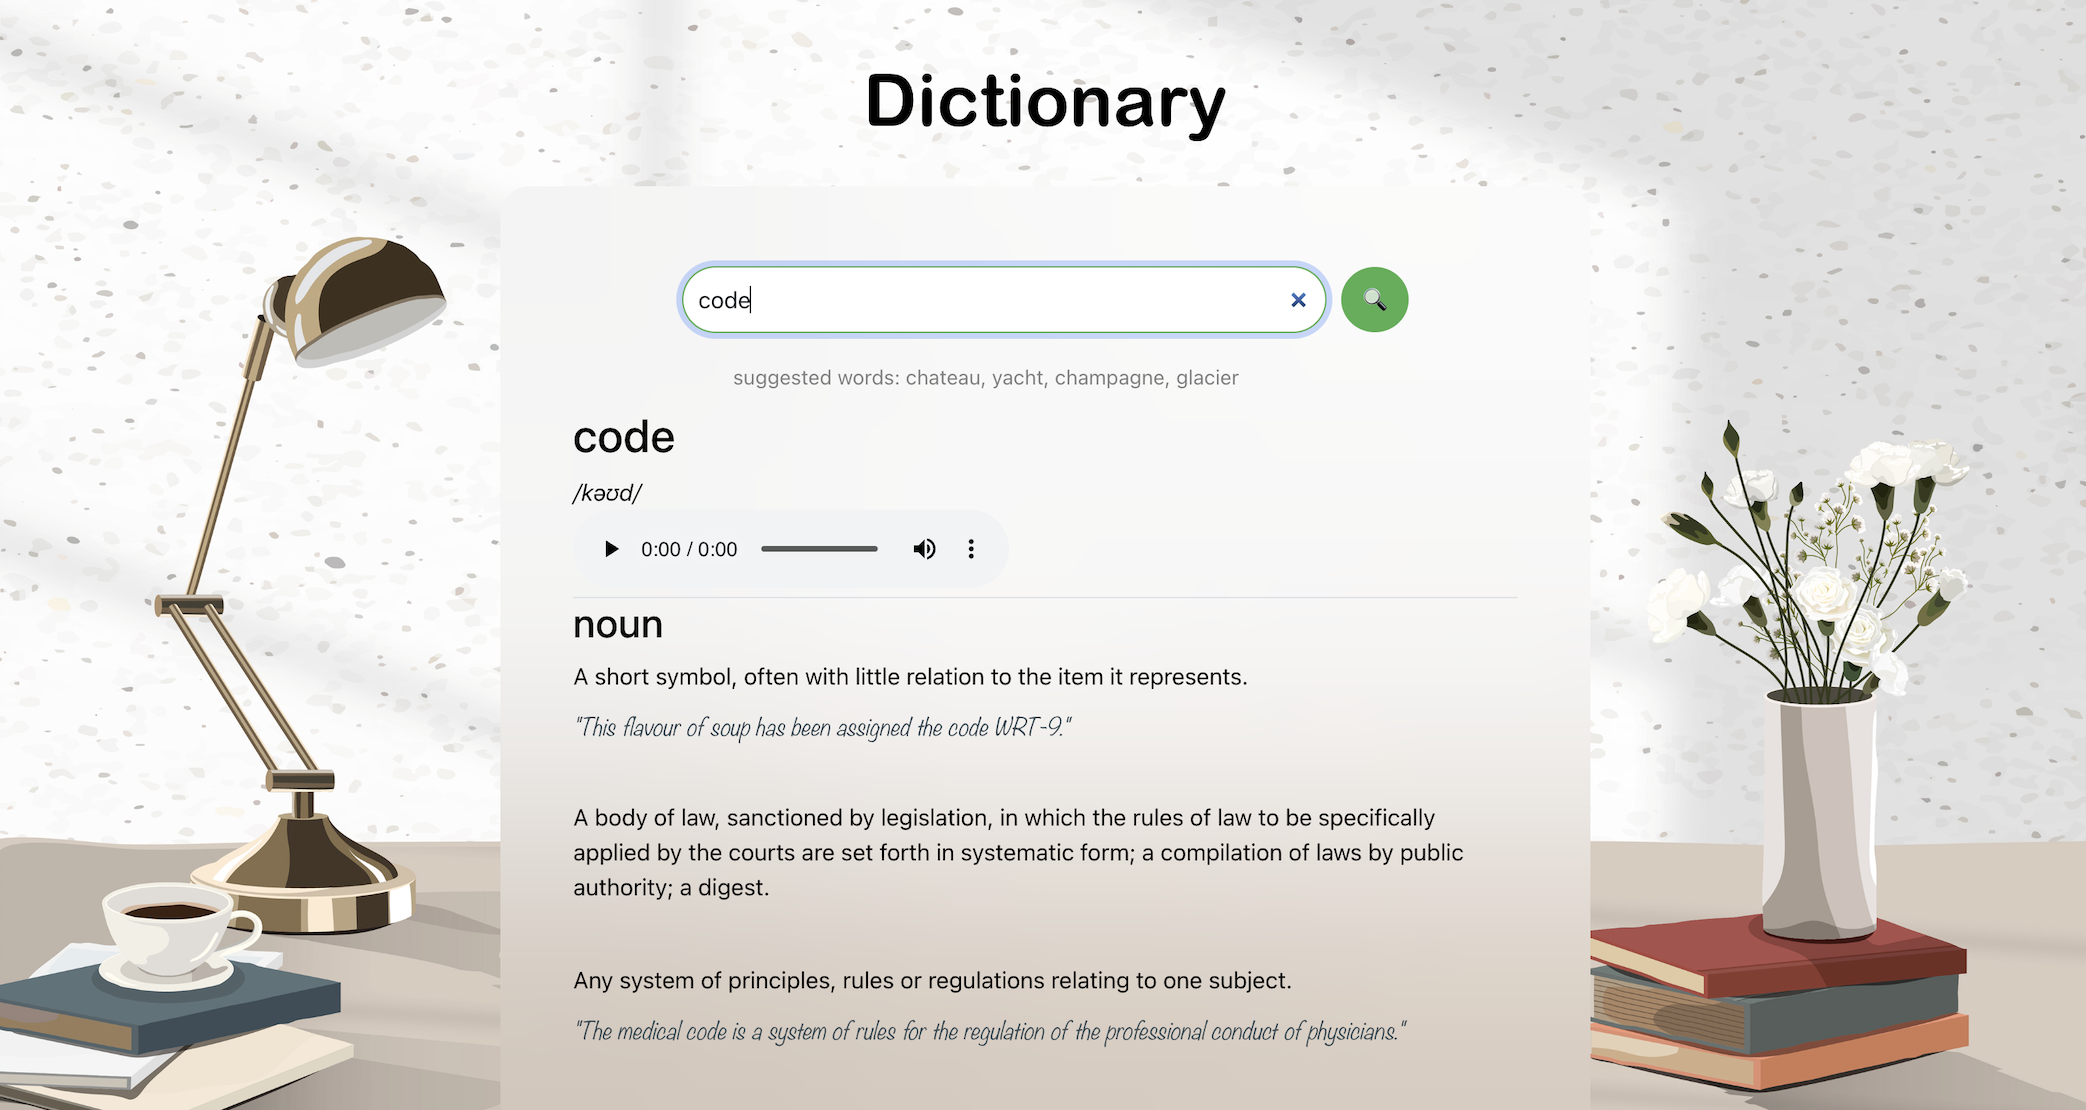 Dictionary
code
suggested words: chateau, yacht, champagne, glacier
code
/kəʊd/
0:00 / 0:00
noun
A short symbol, often with little relation to the item it represents.
"This flavour of soup has been assigned the code WRT-9."
A body of law, sanctioned by legislation, in which the rules of law to be specifically
applied by the courts are set forth in systematic form; a compilation of laws by public
authority; a digest.
Any system of principles, rules or regulations relating to one subject.
"The medical code is a system of rules for the regulation of the professional conduct of physicians."